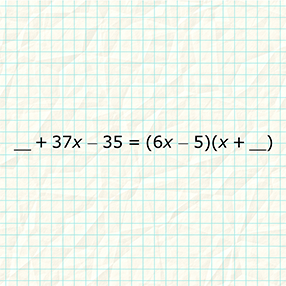 __ + 37x – 35 = (6x – 5)(x + __)